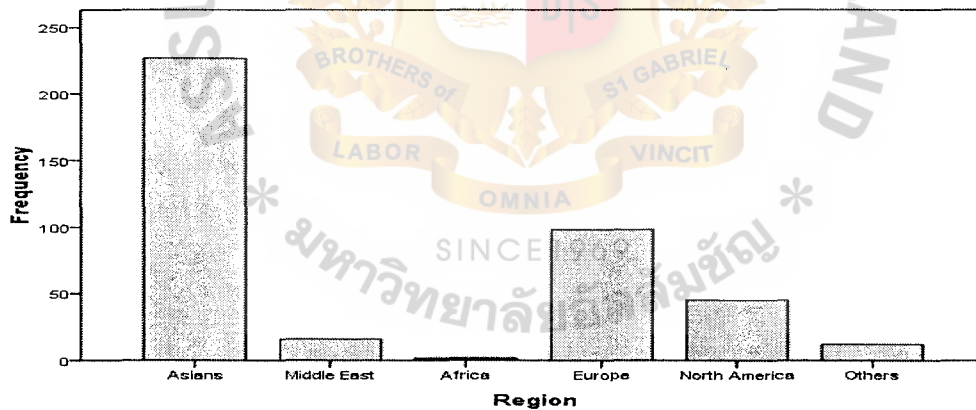 250
200
150
100
50
0
Frequency
Asians
Middle East
Africa
Europe
North America
Others
Region
BROTHERS of
ST GABRIEL
LABOR
VINCIT
OMNIA
SINCE 1969
AND